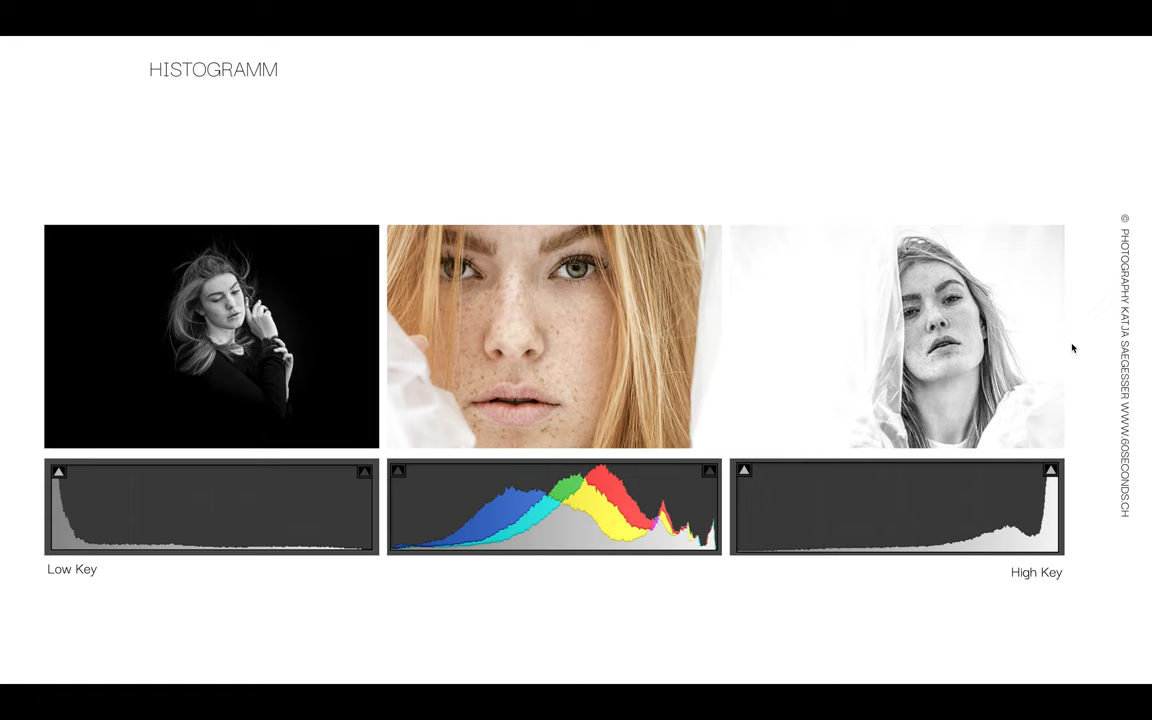 HISTOGRAMM
© PHOTOGRAPHY KATJA SAEGESSER WWW.60SECONDS.CH
Low Key
High Key